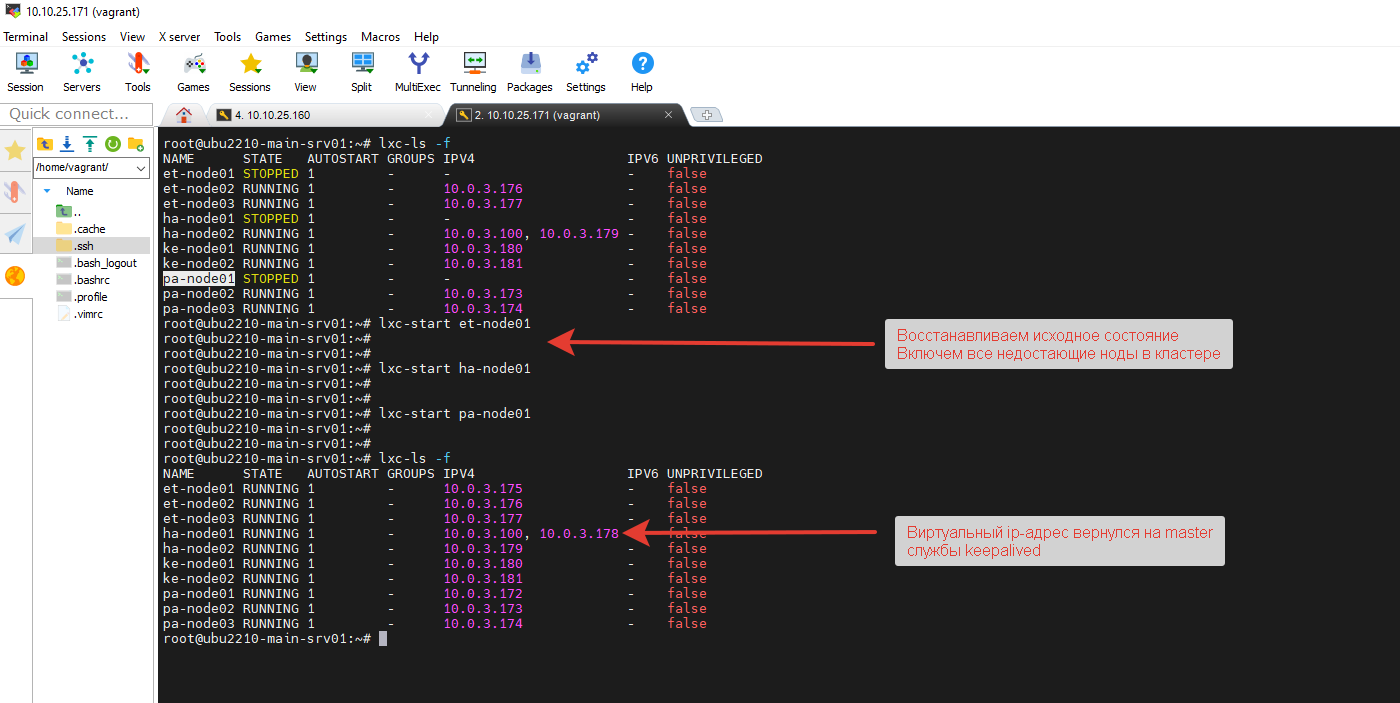 10.10.25.171 (vagrant)
Terminal Sessions View X server Tools Games Settings Macros Help
Session Servers Tools Games Sessions View Split MultiExec Tunneling Packages Settings Help
Quick connect...
4. 10.10.25.160
2. 10.10.25.171 (vagrant)
/home/vagrant/
Name
..
.cache
.ssh
.bash_logout
.bashrc
.profile
.vimrc
root@ubu2210-main-srv01:~# lxc-ls -f
NAME STATE AUTOSTART GROUPS IPV4 IPV6 UNPRIVILEGED
et-node01 STOPPED 1 - - - false
et-node02 RUNNING 1 - 10.0.3.176 - false
et-node03 RUNNING 1 - 10.0.3.177 - false
ha-node01 STOPPED 1 - - - false
ha-node02 RUNNING 1 - 10.0.3.100, 10.0.3.179 - false
ke-node01 RUNNING 1 - 10.0.3.180 - false
ke-node02 RUNNING 1 - 10.0.3.181 - false
pa-node01 STOPPED 1 - - - false
pa-node02 RUNNING 1 - 10.0.3.173 - false
pa-node03 RUNNING 1 - 10.0.3.174 - false
root@ubu2210-main-srv01:~# lxc-start et-node01
root@ubu2210-main-srv01:~#
root@ubu2210-main-srv01:~#
root@ubu2210-main-srv01:~# lxc-start ha-node01
root@ubu2210-main-srv01:~#
root@ubu2210-main-srv01:~#
root@ubu2210-main-srv01:~# lxc-start pa-node01
root@ubu2210-main-srv01:~#
root@ubu2210-main-srv01:~#
root@ubu2210-main-srv01:~# lxc-ls -f
NAME STATE AUTOSTART GROUPS IPV4 IPV6 UNPRIVILEGED
et-node01 RUNNING 1 - 10.0.3.175 - false
et-node02 RUNNING 1 - 10.0.3.176 - false
et-node03 RUNNING 1 - 10.0.3.177 - false
ha-node01 RUNNING 1 - 10.0.3.100, 10.0.3.178 - false
ha-node02 RUNNING 1 - 10.0.3.179 - false
ke-node01 RUNNING 1 - 10.0.3.180 - false
ke-node02 RUNNING 1 - 10.0.3.181 - false
pa-node01 RUNNING 1 - 10.0.3.172 - false
pa-node02 RUNNING 1 - 10.0.3.173 - false
pa-node03 RUNNING 1 - 10.0.3.174 - false
root@ubu2210-main-srv01:~#
Восстанавливаем исходное состояние
Включем все недостающие ноды в кластере
Виртуальный ip-адрес вернулся на master
службы keepalived